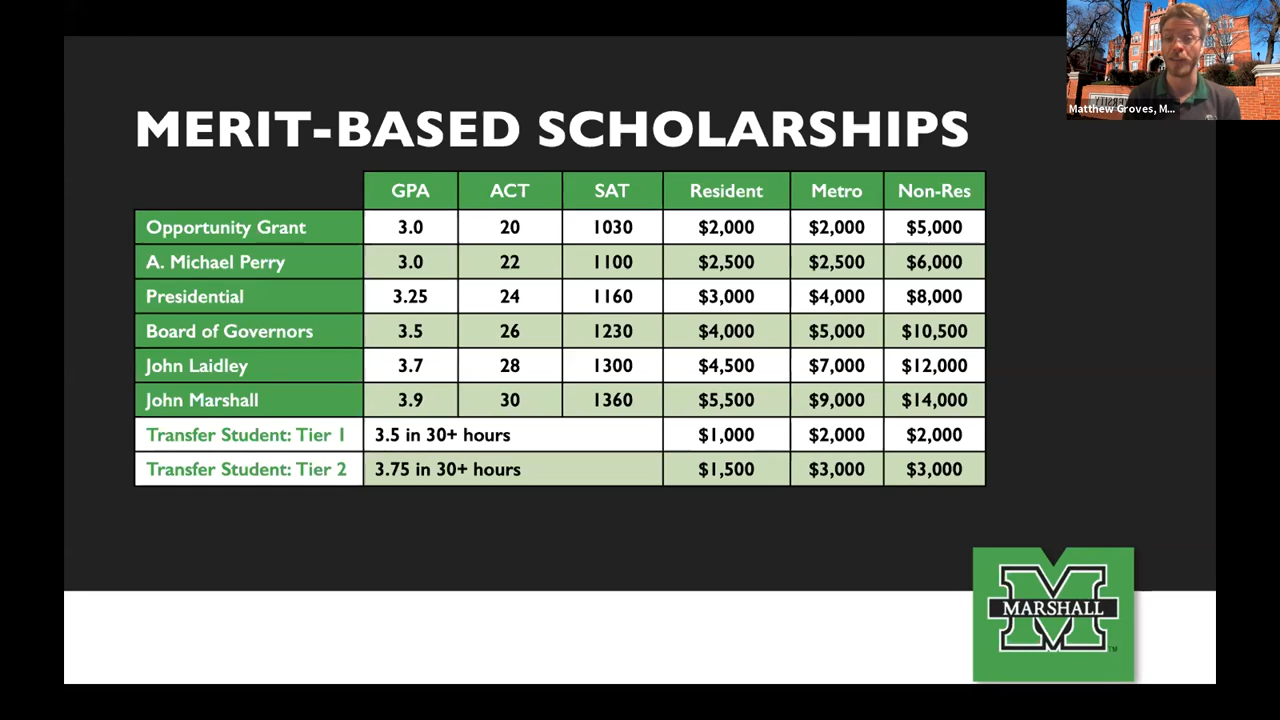 Matthew Groves, M...
MERIT-BASED SCHOLARSHIPS
GPA ACT SAT Resident Metro Non-Res
Opportunity Grant 3.0 20 1030 $2,000 $2,000 $5,000
A. Michael Perry 3.0 22 1100 $2,500 $2,500 $6,000
Presidential 3.25 24 1160 $3,000 $4,000 $8,000
Board of Governors 3.5 26 1230 $4,000 $5,000 $10,500
John Laidley 3.7 28 1300 $4,500 $7,000 $12,000
John Marshall 3.9 30 1360 $5,500 $9,000 $14,000
Transfer Student: Tier 1 3.5 in 30+ hours $1,000 $2,000 $2,000
Transfer Student: Tier 2 3.75 in 30+ hours $1,500 $3,000 $3,000
M
MARSHALL
TM